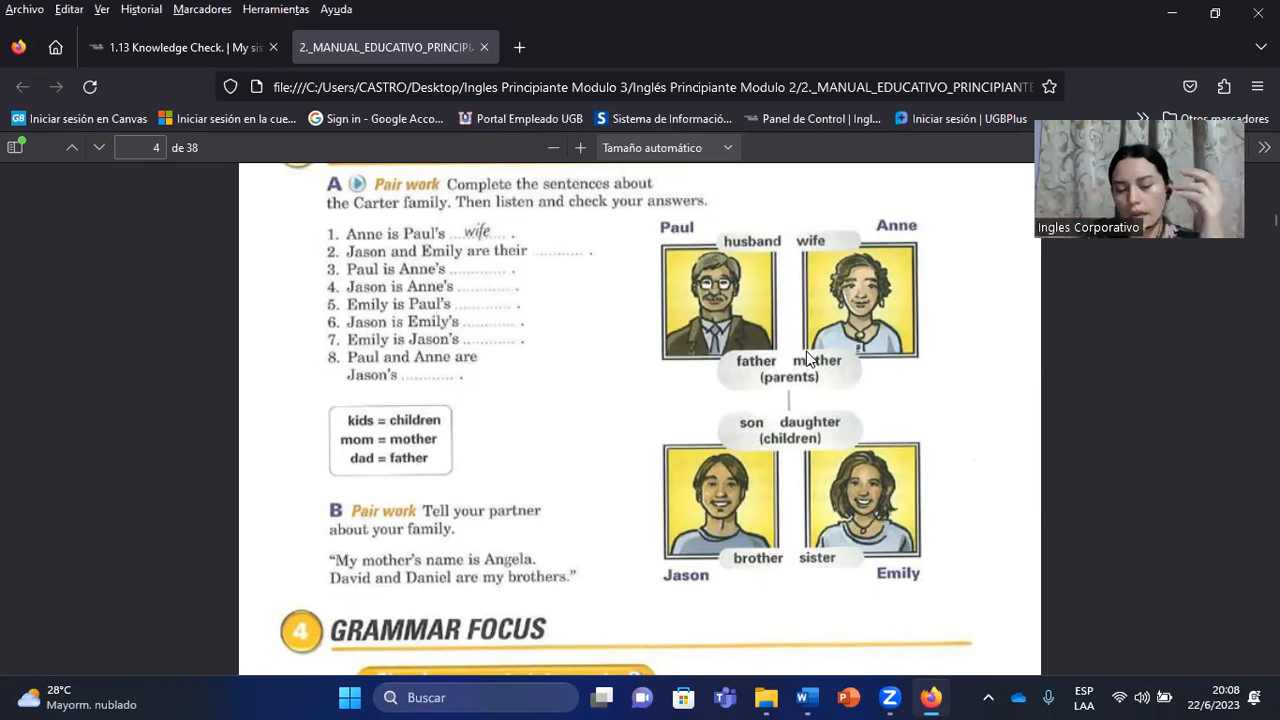 Archivo Editar Ver Historial Marcadores Herramientas Ayuda
1.13 Knowledge Check. | My sis
2._MANUAL_EDUCATIVO_PRINCIPI
file:///C:/Users/CASTRO/Desktop/Ingles Principiante Modulo 3/Inglés Principiante Modulo 2/2._MANUAL_EDUCATIVO_PRINCIPIANTE
GB Iniciar sesión en Canvas
Iniciar sesión en la cue...
Sign in - Google Acco...
Portal Empleado UGB
Sistema de Informació...
Panel de Control | Ingl...
Iniciar sesión | UGBPlus
Otros marcadores
4 de 38
Tamaño automático
Ingles Corporativo
A Pair work Complete the sentences about
the Carter family. Then listen and check your answers.
1. Anne is Paul's wife .
2. Jason and Emily are their ............ .
3. Paul is Anne's ............ .
4. Jason is Anne's ............ .
5. Emily is Paul's ............ .
6. Jason is Emily's ............ .
7. Emily is Jason's ............ .
8. Paul and Anne are
Jason's ............ .
kids = children
mom = mother
dad = father
B Pair work Tell your partner
about your family.
“My mother's name is Angela.
David and Daniel are my brothers.”
Paul Anne
husband wife
father mother
(parents)
son daughter
(children)
brother sister
Jason Emily
4 GRAMMAR FOCUS
28°C
Mayorm. nublado
Buscar
ESP
LAA
20:08
22/6/2023